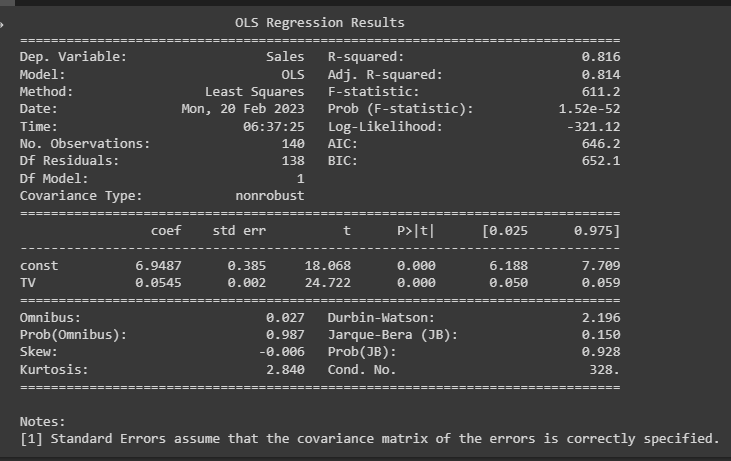 OLS Regression Results
==============================================================================
Dep. Variable:                  Sales   R-squared:                       0.816
Model:                            OLS   Adj. R-squared:                  0.814
Method:                 Least Squares   F-statistic:                     611.2
Date:                Mon, 20 Feb 2023   Prob (F-statistic):           1.52e-52
Time:                        06:37:25   Log-Likelihood:                -321.12
No. Observations:                 140   AIC:                             646.2
Df Residuals:                     138   BIC:                             652.1
Df Model:                           1
Covariance Type:            nonrobust
==============================================================================
                 coef    std err          t      P>|t|      [0.025      0.975]
------------------------------------------------------------------------------
const          6.9487      0.385     18.068      0.000       6.188       7.709
TV             0.0545      0.002     24.722      0.000       0.050       0.059
==============================================================================
Omnibus:                        0.027   Durbin-Watson:                   2.196
Prob(Omnibus):                  0.987   Jarque-Bera (JB):                0.150
Skew:                          -0.006   Prob(JB):                        0.928
Kurtosis:                       2.840   Cond. No.                         328.
==============================================================================
Notes:
[1] Standard Errors assume that the covariance matrix of the errors is correctly specified.